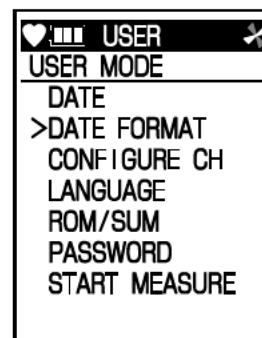 USER
USER MODE
DATE
>DATE FORMAT
CONFIGURE CH
LANGUAGE
ROM/SUM
PASSWORD
START MEASURE